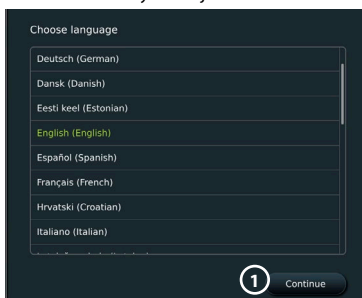 Choose language
Deutsch (German)
Dansk (Danish)
Eesti keel (Estonian)
English (English)
Español (Spanish)
Français (French)
Hrvatski (Croatian)
Italiano (Italian)
1 Continue